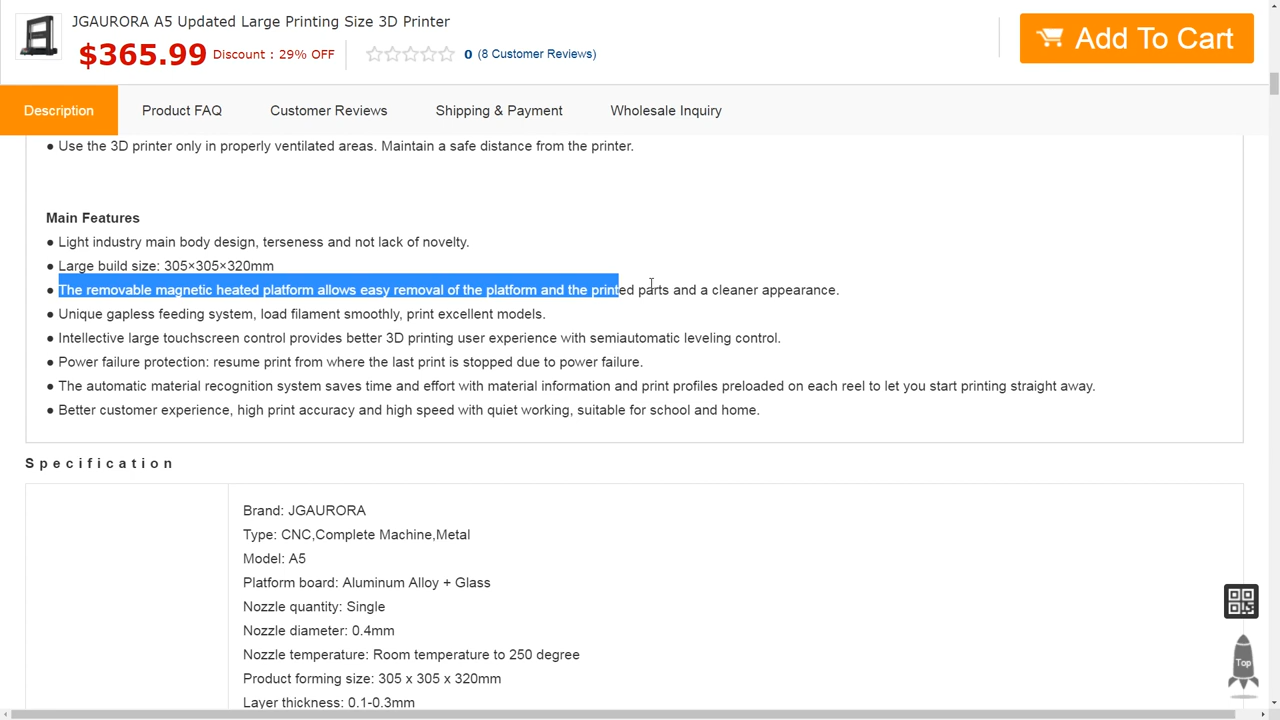 JGAURORA A5 Updated Large Printing Size 3D Printer
$365.99 Discount : 29% OFF 0 (8 Customer Reviews)
Add To Cart
Description Product FAQ Customer Reviews Shipping & Payment Wholesale Inquiry
● Use the 3D printer only in properly ventilated areas. Maintain a safe distance from the printer.
Main Features
● Light industry main body design, terseness and not lack of novelty.
● Large build size: 305×305×320mm
● The removable magnetic heated platform allows easy removal of the platform and the printed parts and a cleaner appearance.
● Unique gapless feeding system, load filament smoothly, print excellent models.
● Intellective large touchscreen control provides better 3D printing user experience with semiautomatic leveling control.
● Power failure protection: resume print from where the last print is stopped due to power failure.
● The automatic material recognition system saves time and effort with material information and print profiles preloaded on each reel to let you start printing straight away.
● Better customer experience, high print accuracy and high speed with quiet working, suitable for school and home.
Specification
Brand: JGAURORA
Type: CNC,Complete Machine,Metal
Model: A5
Platform board: Aluminum Alloy + Glass
Nozzle quantity: Single
Nozzle diameter: 0.4mm
Nozzle temperature: Room temperature to 250 degree
Product forming size: 305 x 305 x 320mm
Layer thickness: 0.1-0.3mm
Top